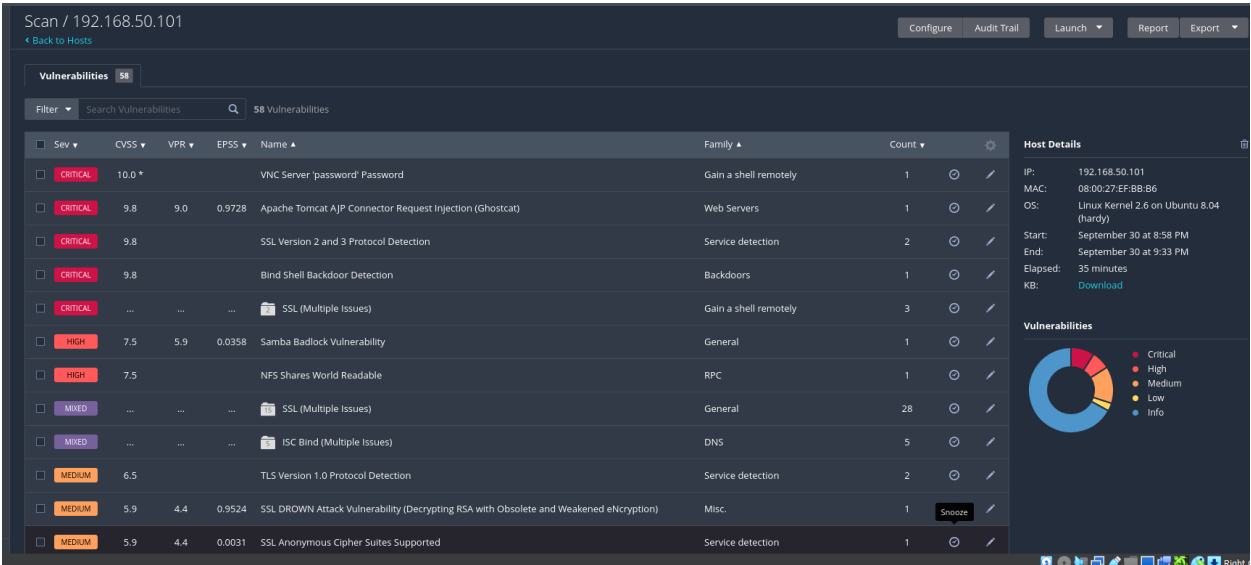 Scan / 192.168.50.101
Back to Hosts
Configure Audit Trail Launch Report Export
Vulnerabilities 58
Filter Search Vulnerabilities 58 Vulnerabilities
Sev CVSS VPR EPSS Name Family Count
CRITICAL 10.0 * VNC Server 'password' Password Gain a shell remotely 1
CRITICAL 9.8 9.0 0.9728 Apache Tomcat AJP Connector Request Injection (Ghostcat) Web Servers 1
CRITICAL 9.8 SSL Version 2 and 3 Protocol Detection Service detection 2
CRITICAL 9.8 Bind Shell Backdoor Detection Backdoors 1
CRITICAL ... ... ... 2 SSL (Multiple Issues) Gain a shell remotely 3
HIGH 7.5 5.9 0.0358 Samba Badlock Vulnerability General 1
HIGH 7.5 NFS Shares World Readable RPC 1
MIXED ... ... ... 15 SSL (Multiple Issues) General 28
MIXED ... ... ... 5 ISC Bind (Multiple Issues) DNS 5
MEDIUM 6.5 TLS Version 1.0 Protocol Detection Service detection 2
MEDIUM 5.9 4.4 0.9524 SSL DROWN Attack Vulnerability (Decrypting RSA with Obsolete and Weakened eNcryption) Misc. 1
Snooze
MEDIUM 5.9 4.4 0.0031 SSL Anonymous Cipher Suites Supported Service detection 1
Host Details
IP: 192.168.50.101
MAC: 08:00:27:EF:BB:B6
OS: Linux Kernel 2.6 on Ubuntu 8.04
(hardy)
Start: September 30 at 8:58 PM
End: September 30 at 9:33 PM
Elapsed: 35 minutes
KB: Download
Vulnerabilities
Critical
High
Medium
Low
Info
Right